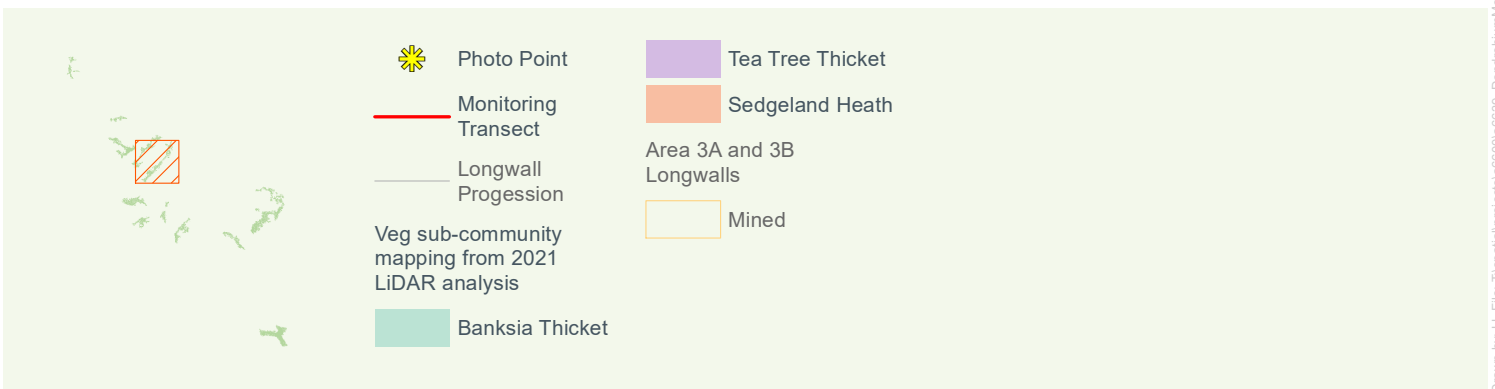 Photo Point
Monitoring
Transect
Longwall
Progession
Veg sub-community
mapping from 2021
LiDAR analysis
Banksia Thicket
Tea Tree Thicket
Sedgeland Heath
Area 3A and 3B
Longwalls
Mined